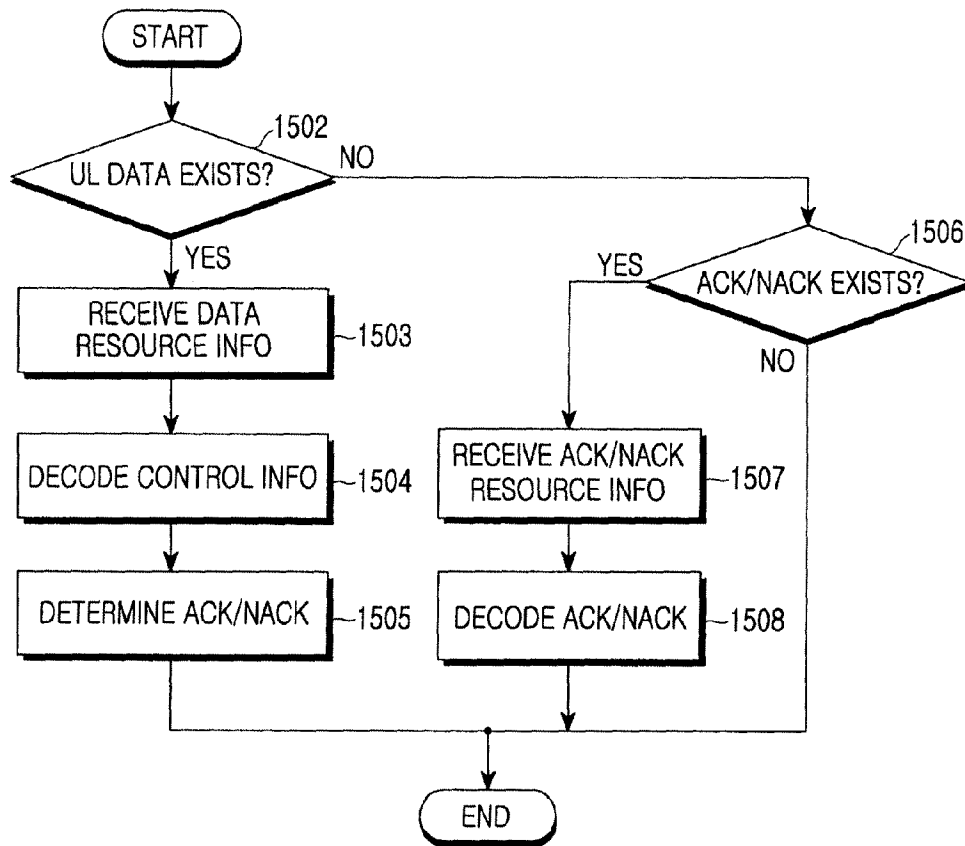 START
1502
UL DATA EXISTS?
NO
YES
1506
ACK/NACK EXISTS?
YES
NO
RECEIVE DATA
RESOURCE INFO
1503
DECODE CONTROL INFO
1504
DETERMINE ACK/NACK
1505
RECEIVE ACK/NACK
RESOURCE INFO
1507
DECODE ACK/NACK
1508
END